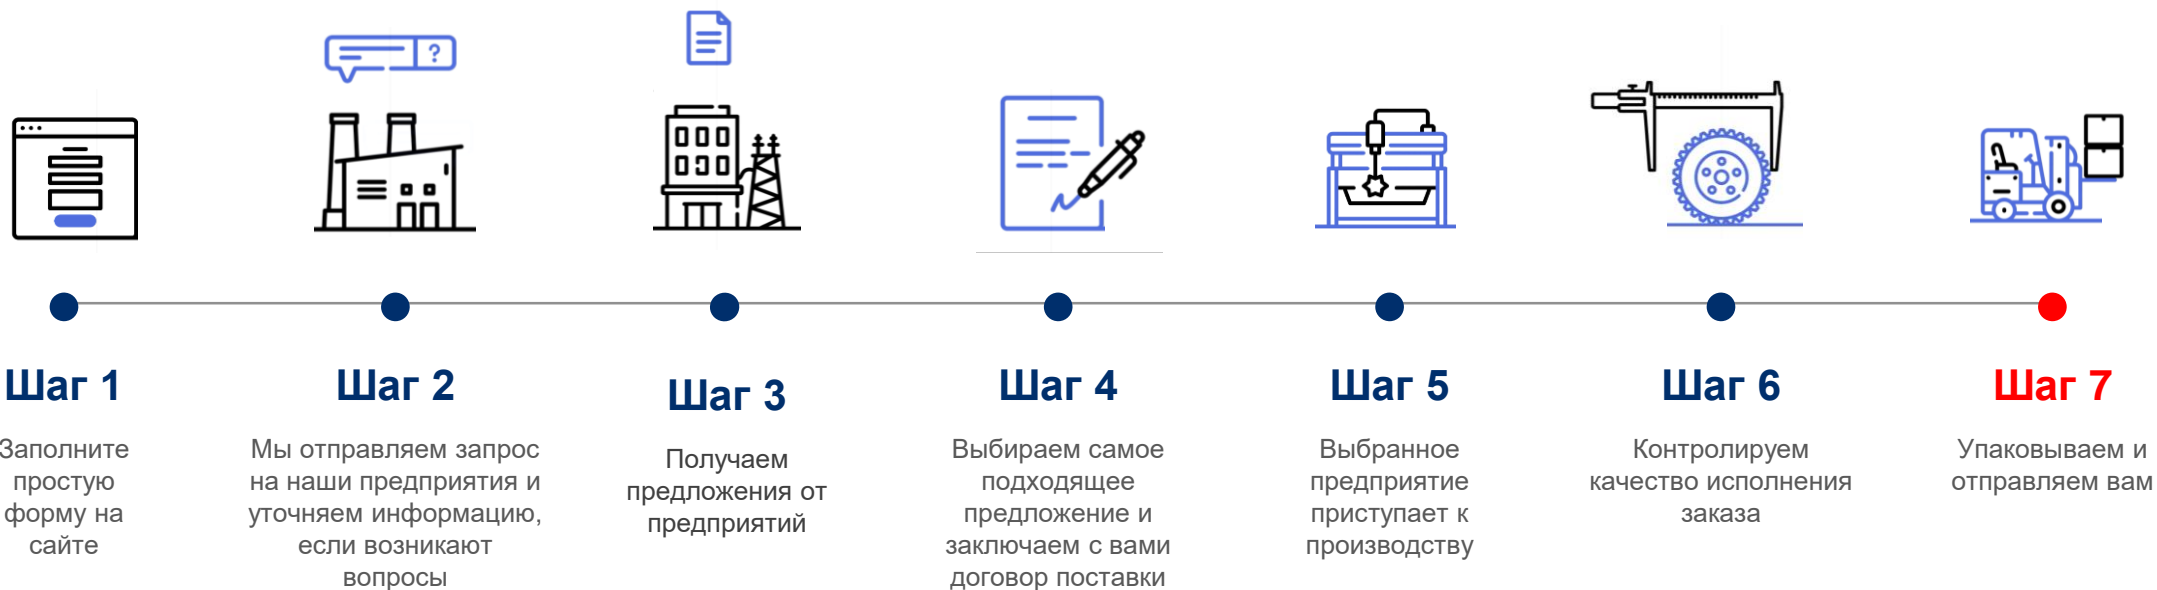 ?
Шаг 1
Заполните
простую
форму на
сайте
Шаг 2
Мы отправляем запрос
на наши предприятия и
уточняем информацию,
если возникают
вопросы
Шаг 3
Получаем
предложения от
предприятий
Шаг 4
Выбираем самое
подходящее
предложение и
заключаем с вами
договор поставки
Шаг 5
Выбранное
предприятие
приступает к
производству
Шаг 6
Контролируем
качество исполнения
заказа
Шаг 7
Упаковываем и
отправляем вам